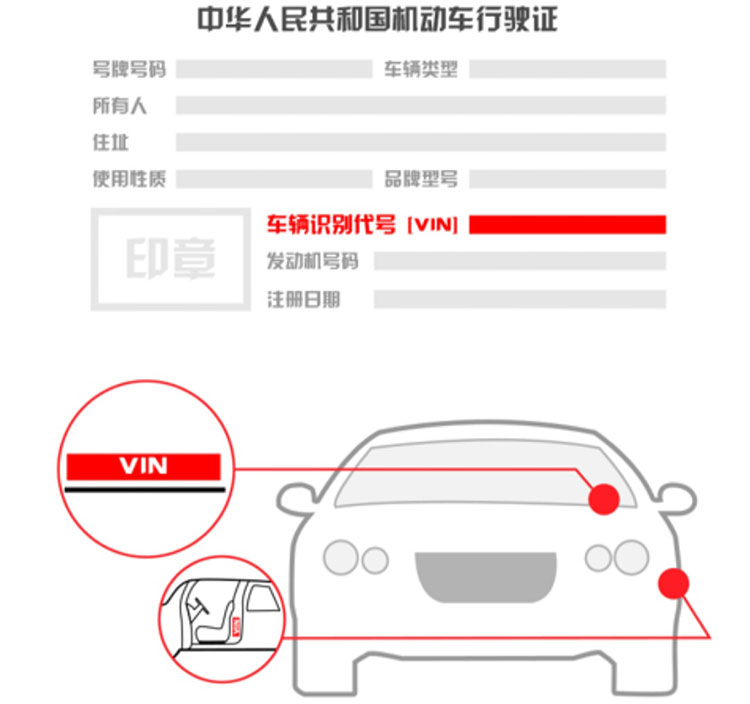 中华人民共和国机动车行驶证
号牌号码 车辆类型
所有人
住址
使用性质 品牌型号
车辆识别代号 [VIN]
印章
发动机号码
注册日期
VIN
VIN